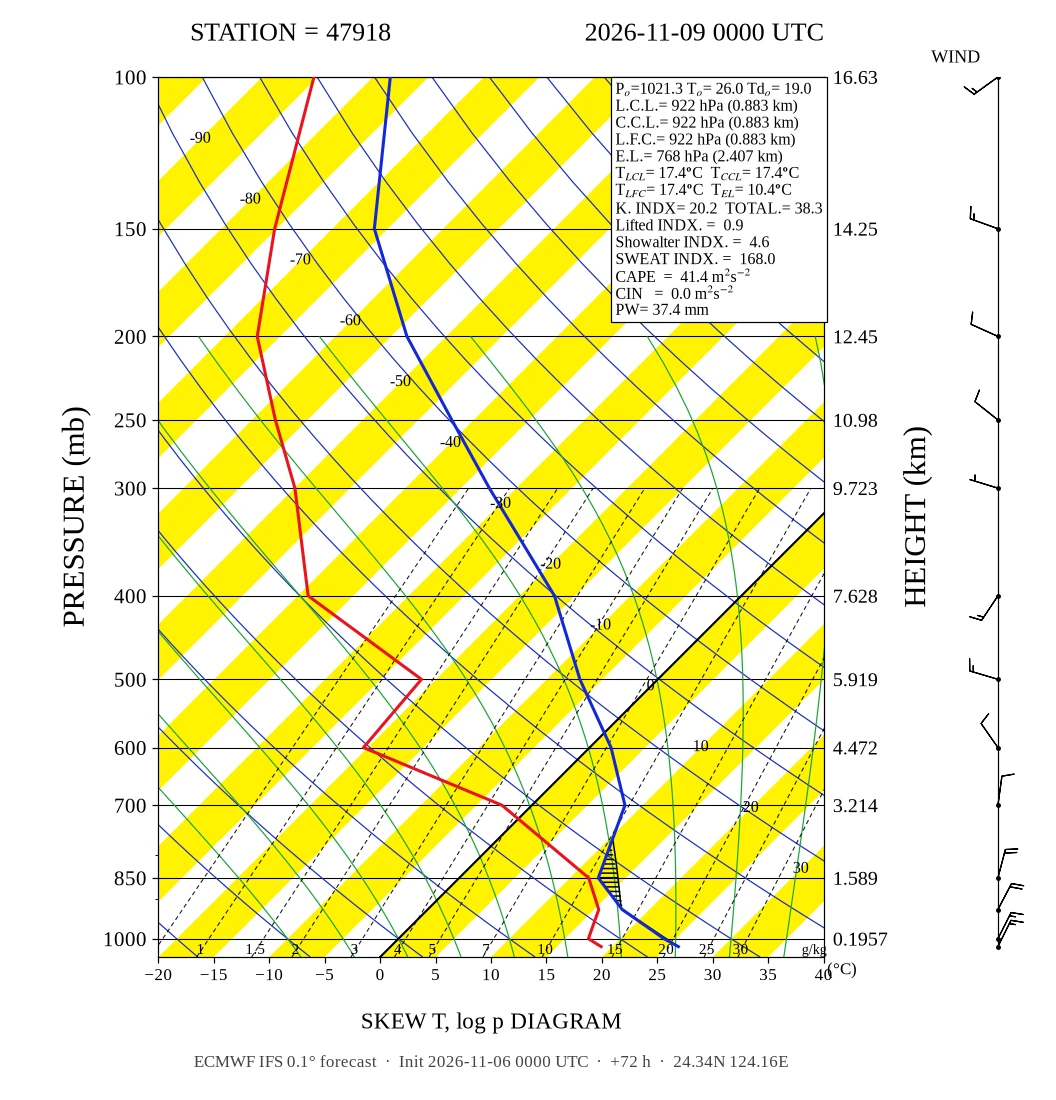 STATION = 47918
2026-11-09 0000 UTC
WIND
100
16.63
Pₒ=1021.3 Tₒ= 26.0 Tdₒ= 19.0
L.C.L.= 922 hPa (0.883 km)
C.C.L.= 922 hPa (0.883 km)
L.F.C.= 922 hPa (0.883 km)
E.L.= 768 hPa (2.407 km)
T_LCL= 17.4°C T_CCL= 17.4°C
T_LFC= 17.4°C T_EL= 10.4°C
K. INDX= 20.2 TOTAL.= 38.3
Lifted INDX. = 0.9
Showalter INDX. = 4.6
SWEAT INDX. = 168.0
CAPE = 41.4 m²s⁻²
CIN = 0.0 m²s⁻²
PW= 37.4 mm
-90
-80
150
14.25
-70
-60
200
12.45
-50
250
10.98
-40
300
9.723
-30
PRESSURE (mb)
HEIGHT (km)
-20
400
7.628
-10
500
5.919
0
600
4.472
10
700
3.214
20
850
1.589
30
1000
0.1957
1 1.5 2 3 4 5 7 10 15 20 25 30 g/kg
−20 −15 −10 −5 0 5 10 15 20 25 30 35 40 (°C)
SKEW T, log p DIAGRAM
ECMWF IFS 0.1° forecast · Init 2026-11-06 0000 UTC · +72 h · 24.34N 124.16E